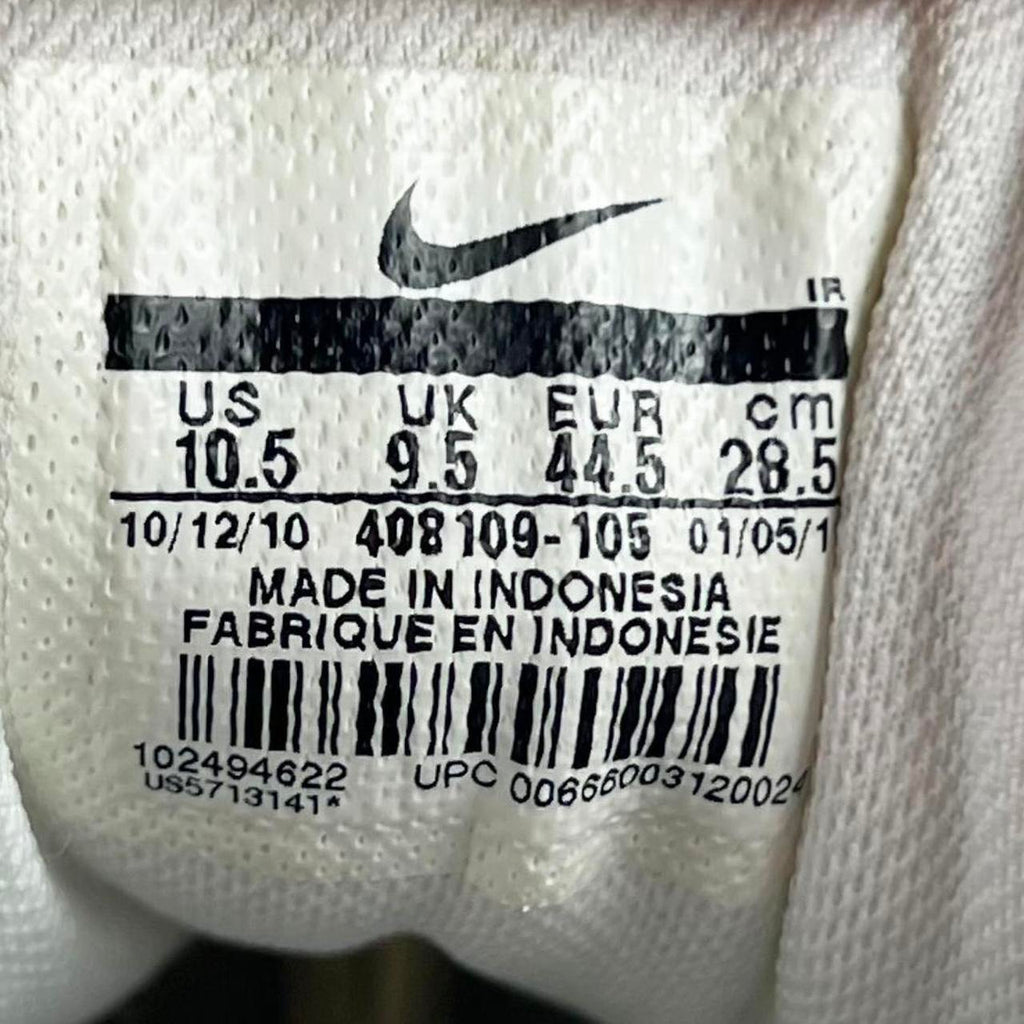 IR
US UK EUR cm
10.5 9.5 44.5 28.5
10/12/10 408109-105 01/05/1
MADE IN INDONESIA
FABRIQUE EN INDONESIE
102494622 UPC 00666003120024
US5713141*